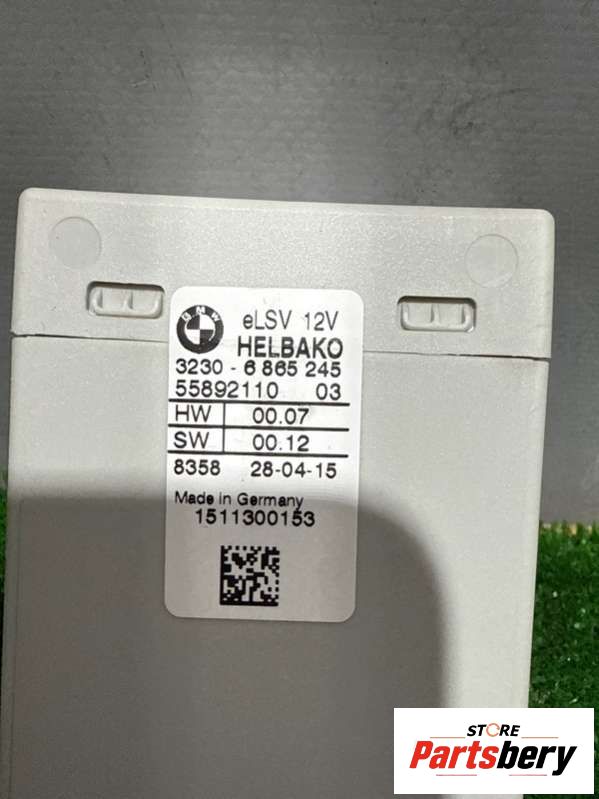 BMW
eLSV 12V
HELBAKO
3230 - 6 865 245
55892110 03
HW 00.07
SW 00.12
8358 28-04-15
Made in Germany
1511300153
STORE
Partsbery